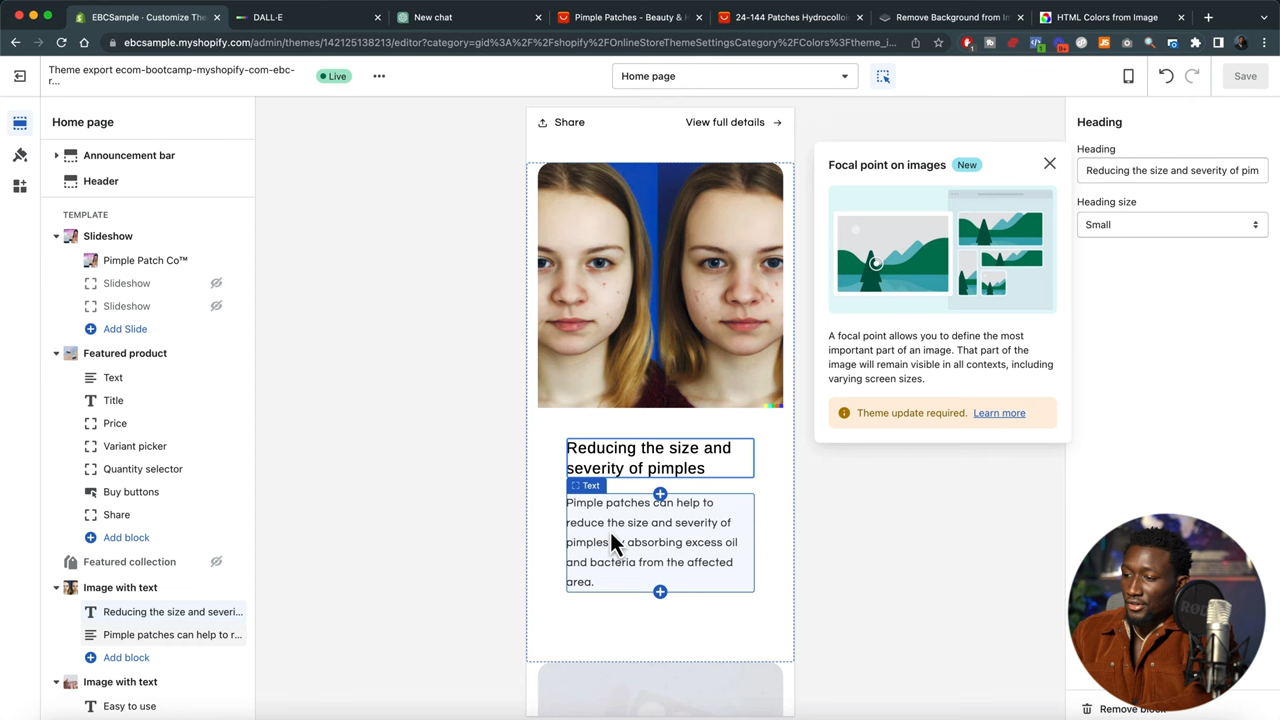 EBCSample · Customize The
DALL·E
New chat
Pimple Patches - Beauty & H
24-144 Patches Hydrocolloi
Remove Background from Im
HTML Colors from Image
ebcsample.myshopify.com/admin/themes/142125138213/editor?category=gid%3A%2F%2Fshopify%2FOnlineStoreThemeSettingsCategory%2FColors%2Ftheme_i...
Theme export ecom-bootcamp-myshopify-com-ebc-
r...
Live
Home page
Save
Home page
Announcement bar
Header
TEMPLATE
Slideshow
Pimple Patch Co™
Slideshow
Slideshow
Add Slide
Featured product
Text
Title
Price
Variant picker
Quantity selector
Buy buttons
Share
Add block
Featured collection
Image with text
Reducing the size and severi...
Pimple patches can help to r...
Add block
Image with text
Easy to use
Share
View full details
Reducing the size and
severity of pimples
Text
Pimple patches can help to
reduce the size and severity of
pimples absorbing excess oil
and bacteria from the affected
area.
Focal point on images
New
A focal point allows you to define the most
important part of an image. That part of the
image will remain visible in all contexts, including
varying screen sizes.
Theme update required. Learn more
Heading
Heading
Reducing the size and severity of pim
Heading size
Small
Remove block
RØDE